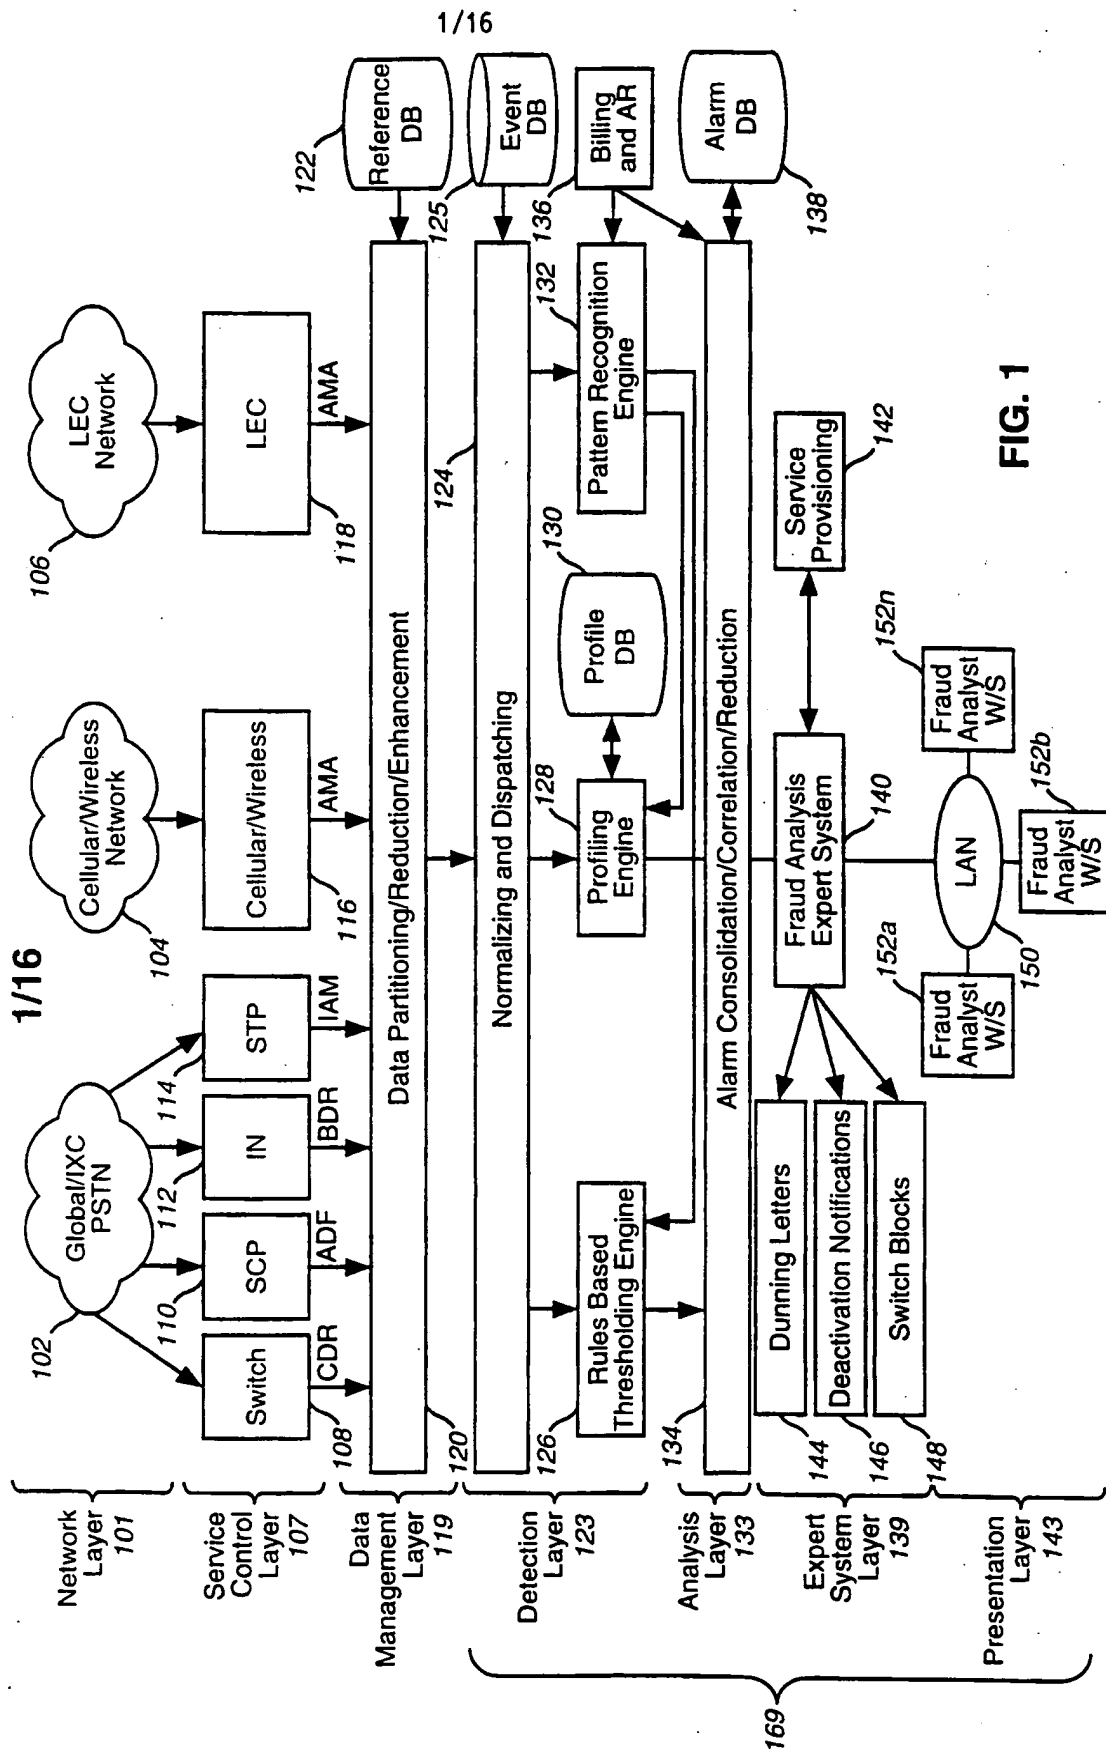 1/16
1/16
Network
Layer
101
Global/IXC
PSTN
102
Cellular/Wireless
Network
104
LEC
Network
106
Service
Control
Layer 107
Switch
108
CDR
SCP
110
ADF
IN
112
BDR
STP
114
IAM
Cellular/Wireless
116
AMA
LEC
118
AMA
Data
Management
Layer
119
Data Partitioning/Reduction/Enhancement
120
Reference
DB
122
Detection
Layer
123
Normalizing and Dispatching
124
Event
DB
125
Rules Based
Thresholding Engine
126
Profiling
Engine
128
Profile
DB
130
Pattern Recognition
Engine
132
Billing
and AR
136
Analysis
Layer
133
Alarm Consolidation/Correlation/Reduction
134
Alarm
DB
138
Expert
System
Layer 139
Dunning
Letters
144
Deactivation Notifications
146
Switch Blocks
148
Fraud Analysis
Expert System
140
Service
Provisioning
142
Presentation
Layer
143
Fraud
Analyst
W/S
152a
LAN
150
Fraud
Analyst
W/S
152b
Fraud
Analyst
W/S
152n
169
FIG. 1